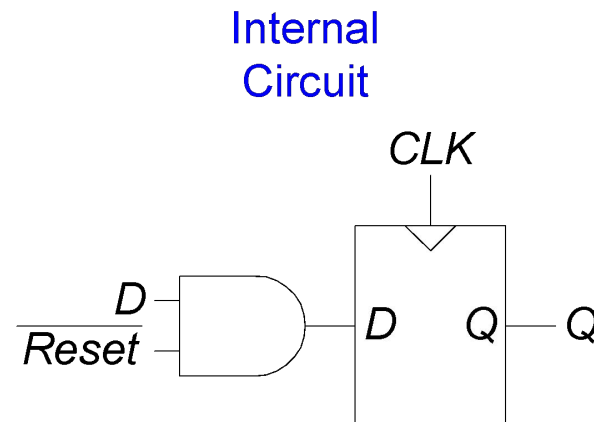 Internal
Circuit
CLK
D
Reset
D
Q
Q